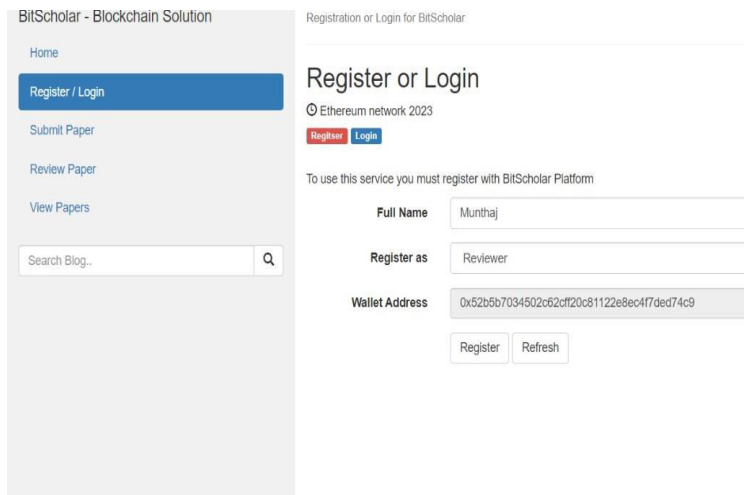 BitScholar - Blockchain Solution
Home
Register / Login
Submit Paper
Review Paper
View Papers
Search Blog..
Registration or Login for BitScholar
Register or Login
Ethereum network 2023
Regitser Login
To use this service you must register with BitScholar Platform
Full Name Munthaj
Register as Reviewer
Wallet Address 0x52b5b7034502c62cff20c81122e8ec4f7ded74c9
Register Refresh